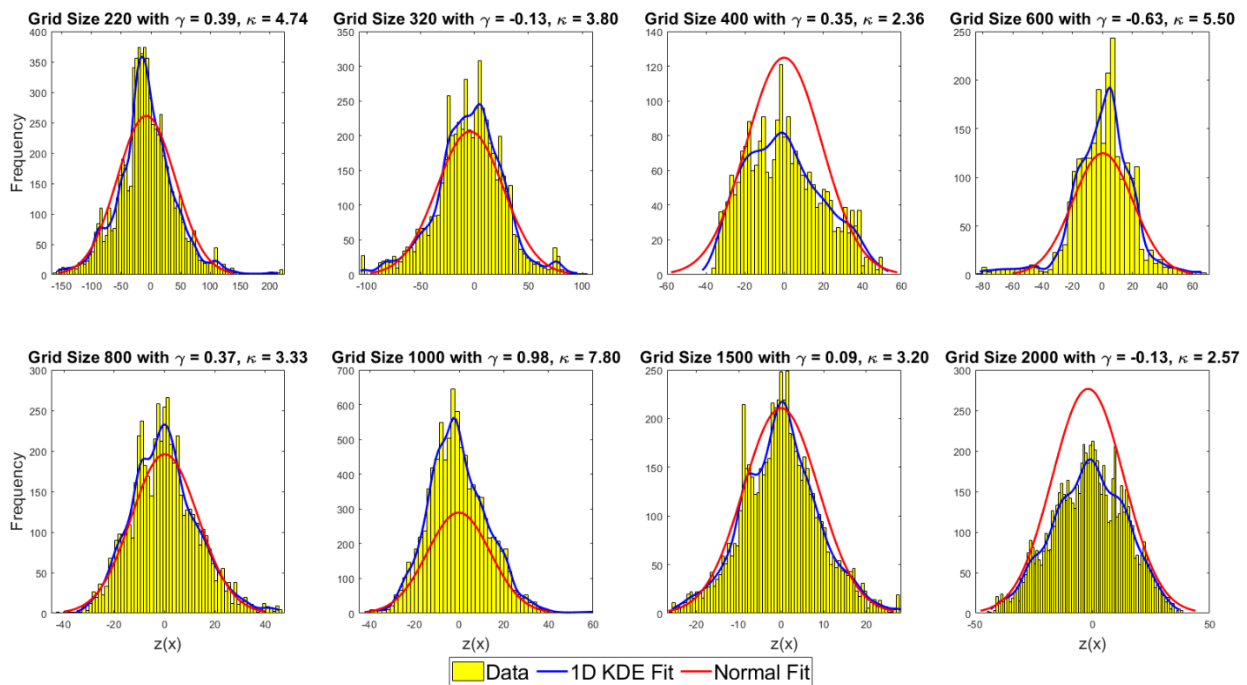 Grid Size 220 with γ = 0.39, κ = 4.74
Grid Size 320 with γ = -0.13, κ = 3.80
Grid Size 400 with γ = 0.35, κ = 2.36
Grid Size 600 with γ = -0.63, κ = 5.50
Frequency
400
350
300
250
200
150
100
50
0
-150 -100 -50 0 50 100 150 200
350
300
250
200
150
100
50
0
-100 -50 0 50 100
140
120
100
80
60
40
20
0
-60 -40 -20 0 20 40 60
250
200
150
100
50
0
-80 -60 -40 -20 0 20 40 60
Grid Size 800 with γ = 0.37, κ = 3.33
Grid Size 1000 with γ = 0.98, κ = 7.80
Grid Size 1500 with γ = 0.09, κ = 3.20
Grid Size 2000 with γ = -0.13, κ = 2.57
Frequency
300
250
200
150
100
50
0
-40 -20 0 20 40
z(x)
700
600
500
400
300
200
100
0
-40 -20 0 20 40 60
z(x)
250
200
150
100
50
0
-20 -10 0 10 20
z(x)
300
250
200
150
100
50
0
-50 0 50
z(x)
Data 1D KDE Fit Normal Fit